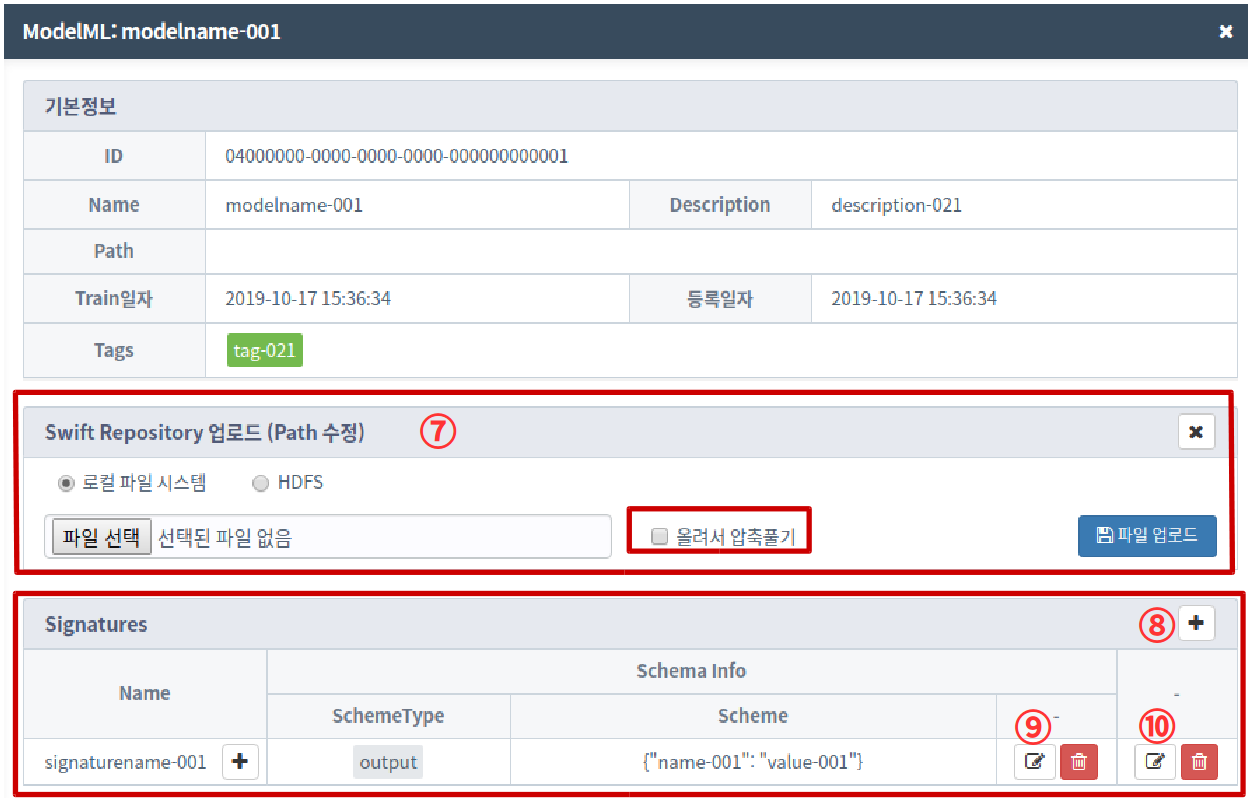 ModelML: modelname-001 ✖
기본정보
ID 04000000-0000-0000-0000-000000000001
Name modelname-001 Description description-021
Path
Train일자 2019-10-17 15:36:34 등록일자 2019-10-17 15:36:34
Tags tag-021
Swift Repository 업로드 (Path 수정) ⑦ ✖
로컬 파일 시스템 HDFS
파일 선택 선택된 파일 없음 올려서 압축풀기 파일 업로드
Signatures ⑧ +
Name Schema Info -
SchemeType Scheme ⑨ - ⑩
signaturename-001 + output {"name-001": "value-001"}